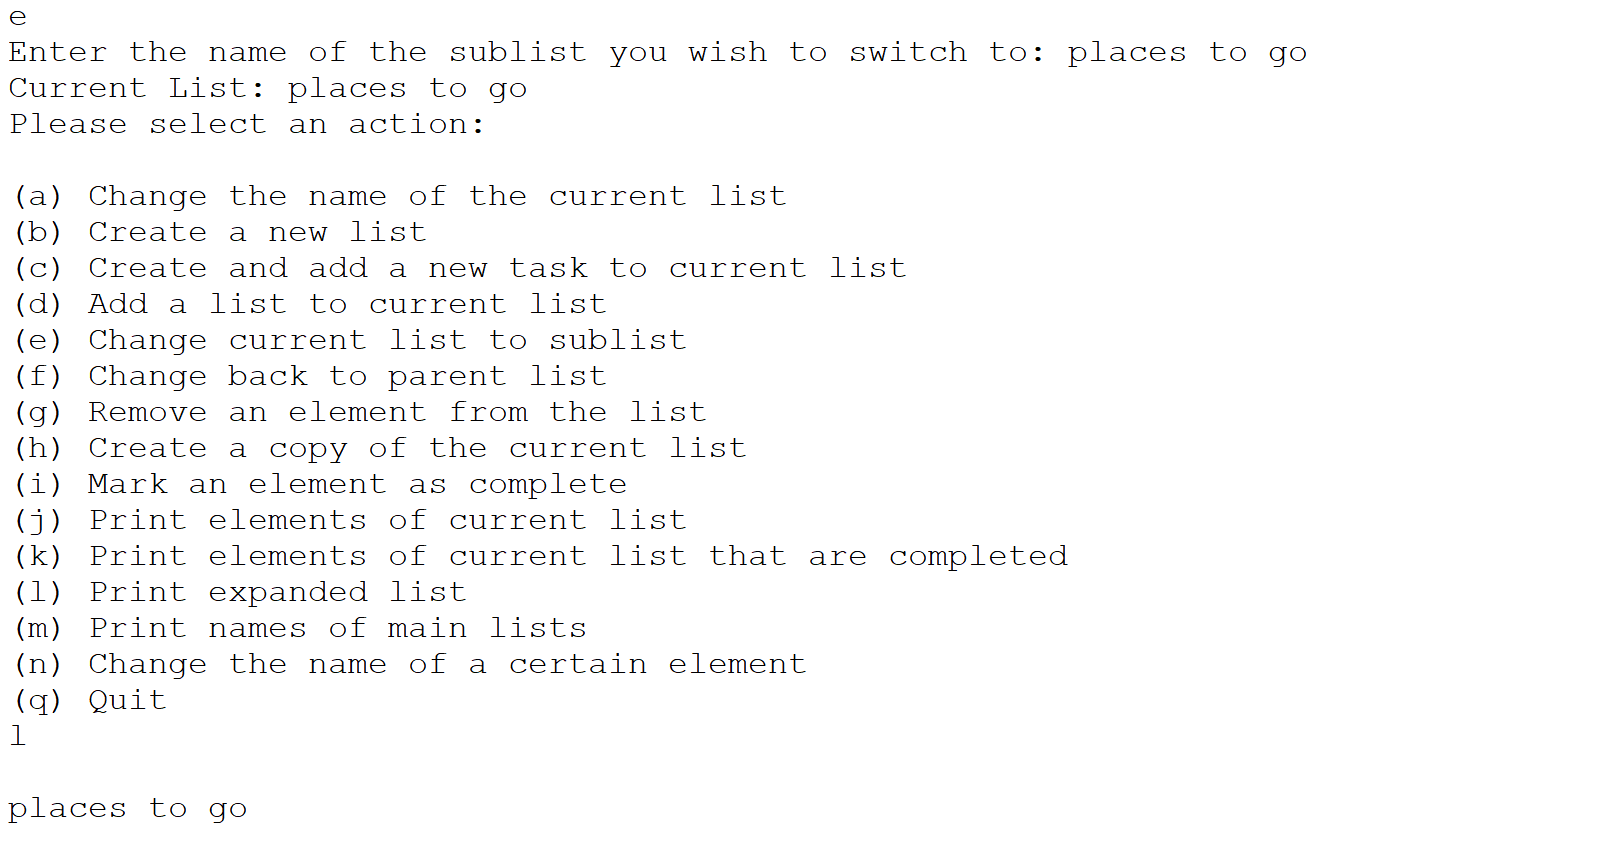 e
Enter the name of the sublist you wish to switch to: places to go
Current List: places to go
Please select an action:
(a) Change the name of the current list
(b) Create a new list
(c) Create and add a new task to current list
(d) Add a list to current list
(e) Change current list to sublist
(f) Change back to parent list
(g) Remove an element from the list
(h) Create a copy of the current list
(i) Mark an element as complete
(j) Print elements of current list
(k) Print elements of current list that are completed
(l) Print expanded list
(m) Print names of main lists
(n) Change the name of a certain element
(q) Quit
l
places to go